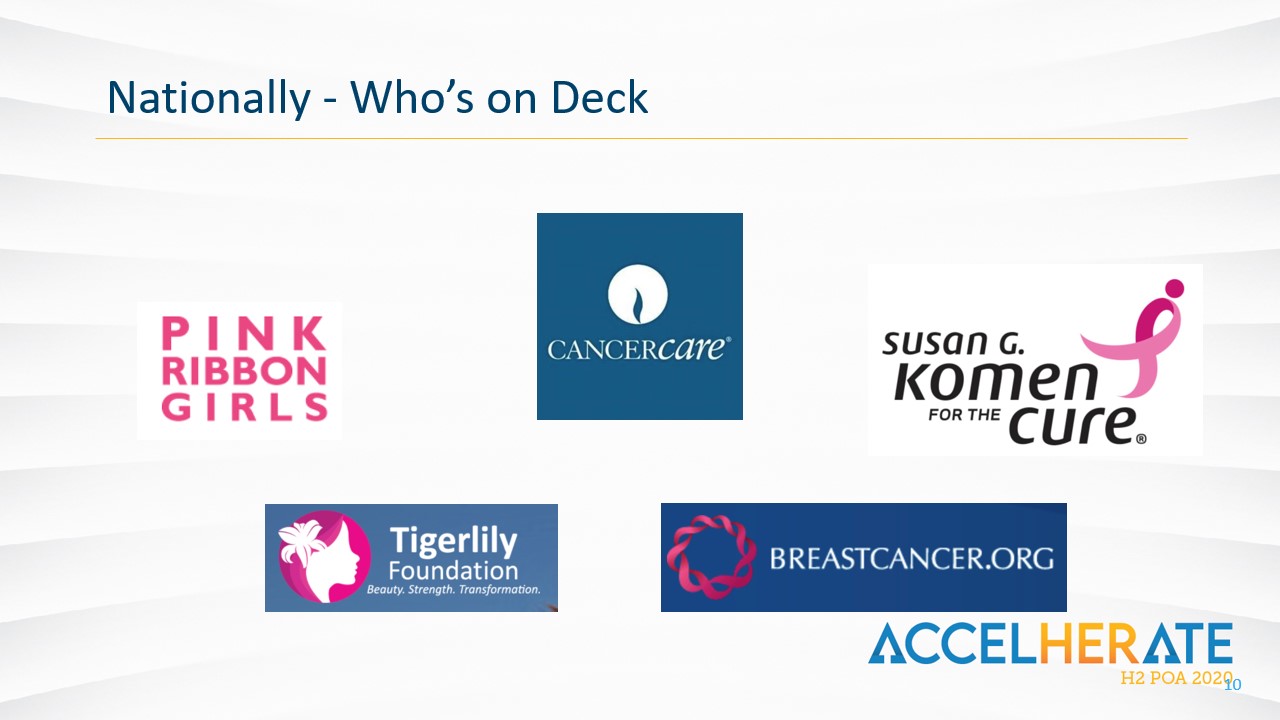 Nationally - Who’s on Deck
CANCERcare®
PINK
RIBBON
GIRLS
SUSAN G.
Komen
FOR THE
cure®
Tigerlily
Foundation
Beauty. Strength. Transformation.
BREASTCANCER.ORG
ACCELHERATE
H2 POA 2020
10